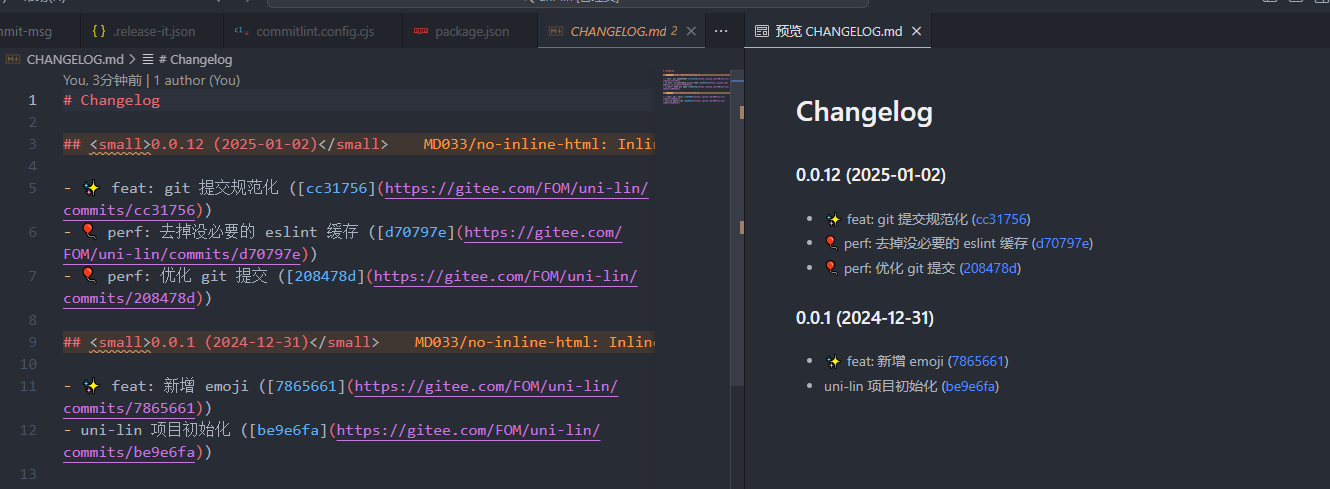 mmit-msg
{ } .release-it.json
commitlint.config.cjs
package.json
CHANGELOG.md 2
预览 CHANGELOG.md
CHANGELOG.md > # Changelog
You, 3分钟前 | 1 author (You)
1 # Changelog
2
3 ## <small>0.0.12 (2025-01-02)</small> MD033/no-inline-html: Inlin
4
5 - ✨ feat: git 提交规范化 ([cc31756](https://gitee.com/FOM/uni-lin/
commits/cc31756))
6 - 🎈 perf: 去掉没必要的 eslint 缓存 ([d70797e](https://gitee.com/
FOM/uni-lin/commits/d70797e))
7 - 🎈 perf: 优化 git 提交 ([208478d](https://gitee.com/FOM/uni-lin/
commits/208478d))
8
9 ## <small>0.0.1 (2024-12-31)</small> MD033/no-inline-html: Inline
10
11 - ✨ feat: 新增 emoji ([7865661](https://gitee.com/FOM/uni-lin/
commits/7865661))
12 - uni-lin 项目初始化 ([be9e6fa](https://gitee.com/FOM/uni-lin/
commits/be9e6fa))
13
Changelog
0.0.12 (2025-01-02)
• ✨ feat: git 提交规范化 (cc31756)
• 🎈 perf: 去掉没必要的 eslint 缓存 (d70797e)
• 🎈 perf: 优化 git 提交 (208478d)
0.0.1 (2024-12-31)
• ✨ feat: 新增 emoji (7865661)
• uni-lin 项目初始化 (be9e6fa)